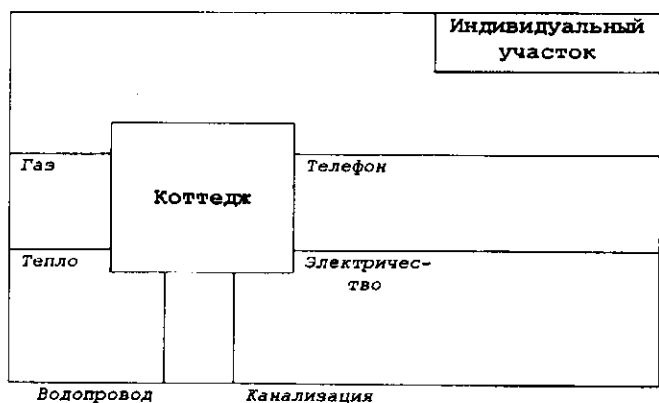 Индивидуальный
участок
Газ
Телефон
Коттедж
Тепло
Электричес-
тво
Водопровод
Канализация